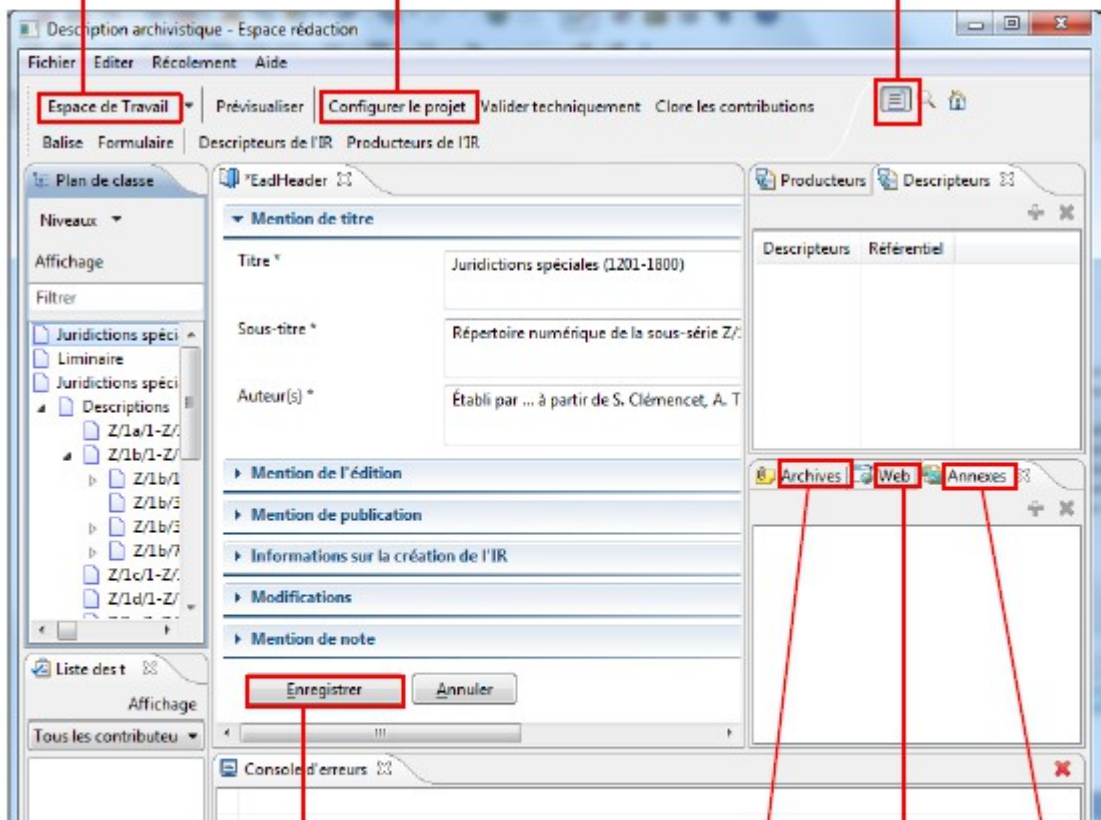 Description archivistique - Espace rédaction
Fichier Editer Récolement Aide
Espace de Travail Prévisualiser Configurer le projet Valider techniquement Clore les contributions
Balise Formulaire Descripteurs de l'IR Producteurs de l'IR
Plan de classe
Niveaux
Affichage
Filtrer
Juridictions spéci
Liminaire
Juridictions spéci
Descriptions
Z/1a/1-Z/
Z/1b/1-Z/
Z/1b/1
Z/1b/3
Z/1b/3
Z/1b/7
Z/1c/1-Z/
Z/1d/1-Z/
Liste des t
Affichage
Tous les contributeu
*EadHeader
Mention de titre
Titre * Juridictions spéciales (1201-1800)
Sous-titre * Répertoire numérique de la sous-série Z/
Auteur(s) * Établi par ... à partir de S. Clémencet, A. T
Mention de l'édition
Mention de publication
Informations sur la création de l'IR
Modifications
Mention de note
Enregistrer Annuler
Console d'erreurs
Producteurs Descripteurs
Descripteurs Référentiel
Archives Web Annexes